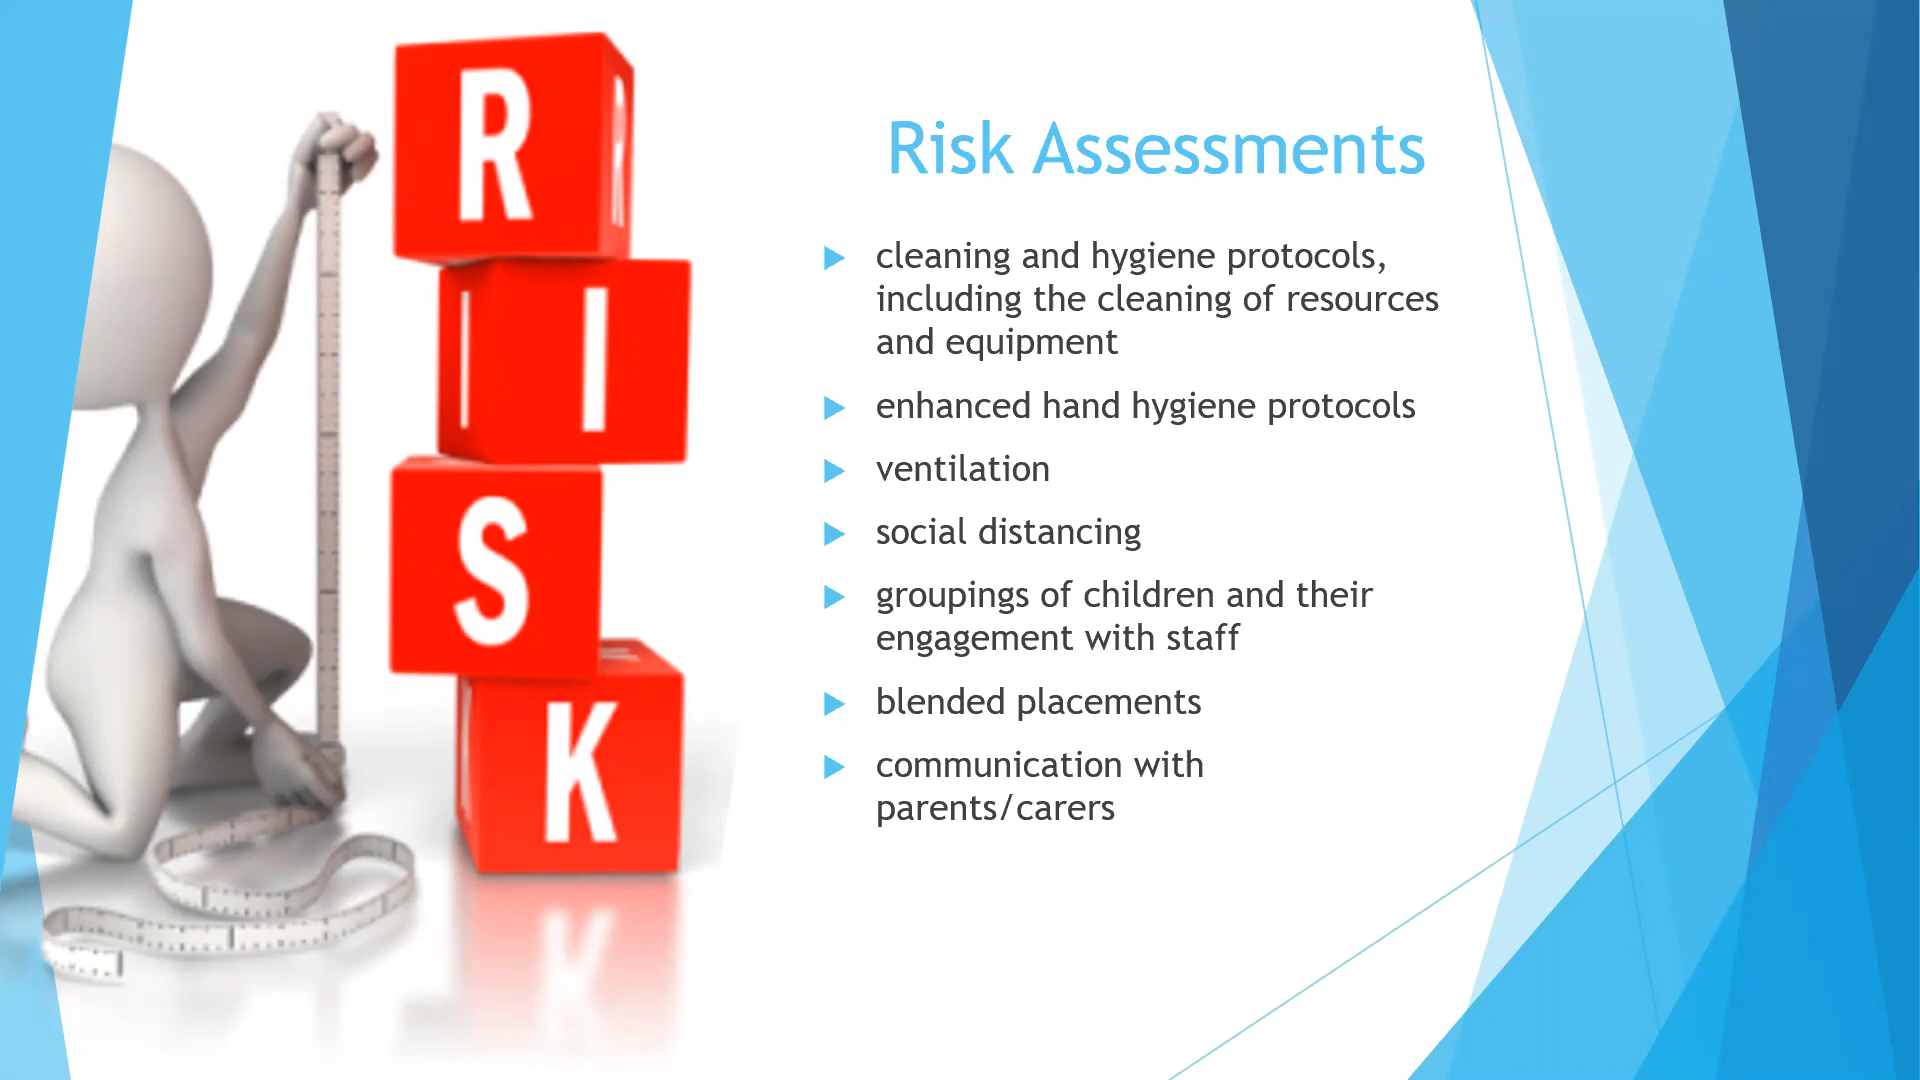 R
I
S
K
Risk Assessments
cleaning and hygiene protocols,
including the cleaning of resources
and equipment
enhanced hand hygiene protocols
ventilation
social distancing
groupings of children and their
engagement with staff
blended placements
communication with
parents/carers